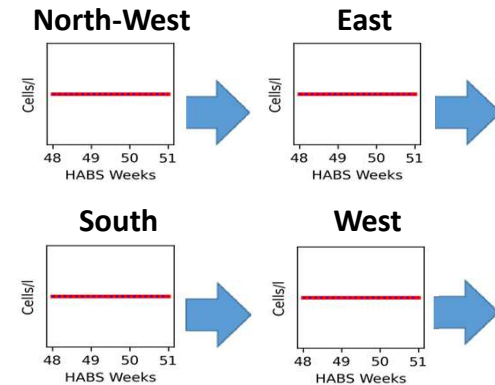 North-West
East
Cells/l
48 49 50 51
HABS Weeks
Cells/l
48 49 50 51
HABS Weeks
South
West
Cells/l
48 49 50 51
HABS Weeks
Cells/l
48 49 50 51
HABS Weeks